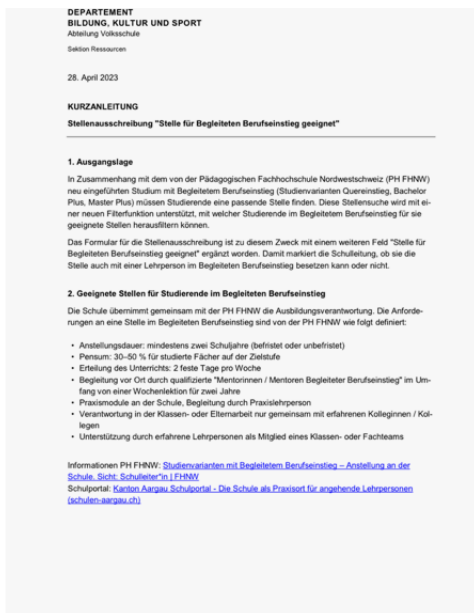 DEPARTEMENT
BILDUNG, KULTUR UND SPORT
Abteilung Volksschule
Sektion Ressourcen
28. April 2023
KURZANLEITUNG
Stellenausschreibung "Stelle für Begleiteten Berufseinstieg geeignet"
1. Ausgangslage
In Zusammenhang mit dem von der Pädagogischen Fachhochschule Nordwestschweiz (PH FHNW)
neu eingeführten Studium mit Begleitetem Berufseinstieg (Studienvarianten Quereinstieg, Bachelor
Plus, Master Plus) müssen Studierende eine passende Stelle finden. Diese Stellensuche wird mit ei-
ner neuen Filterfunktion unterstützt, mit welcher Studierende im Begleitetem Berufseinstieg für sie
geeignete Stellen herausfiltern können.
Das Formular für die Stellenausschreibung ist zu diesem Zweck mit einem weiteren Feld "Stelle für
Begleiteten Berufseinstieg geeignet" ergänzt worden. Damit markiert die Schulleitung, ob sie die
Stelle auch mit einer Lehrperson im Begleiteten Berufseinstieg besetzen kann oder nicht.
2. Geeignete Stellen für Studierende im Begleiteten Berufseinstieg
Die Schule übernimmt gemeinsam mit der PH FHNW die Ausbildungsverantwortung. Die Anforde-
rungen an eine Stelle im Begleiteten Berufseinstieg sind von der PH FHNW wie folgt definiert:
• Anstellungsdauer: mindestens zwei Schuljahre (befristet oder unbefristet)
• Pensum: 30–50 % für studierte Fächer auf der Zielstufe
• Erteilung des Unterrichts: 2 feste Tage pro Woche
• Begleitung vor Ort durch qualifizierte "Mentorinnen / Mentoren Begleiteter Berufseinstieg" im Um-
fang von einer Wochenlektion für zwei Jahre
• Praxismodule an der Schule, Begleitung durch Praxislehrperson
• Verantwortung in der Klassen- oder Elternarbeit nur gemeinsam mit erfahrenen Kolleginnen / Kol-
legen
• Unterstützung durch erfahrene Lehrpersonen als Mitglied eines Klassen- oder Fachteams
Informationen PH FHNW: Studienvarianten mit Begleitetem Berufseinstieg – Anstellung an der
Schule. Sicht: Schulleiter*in | FHNW
Schulportal: Kanton Aargau Schulportal - Die Schule als Praxisort für angehende Lehrpersonen
(schulen-aargau.ch)